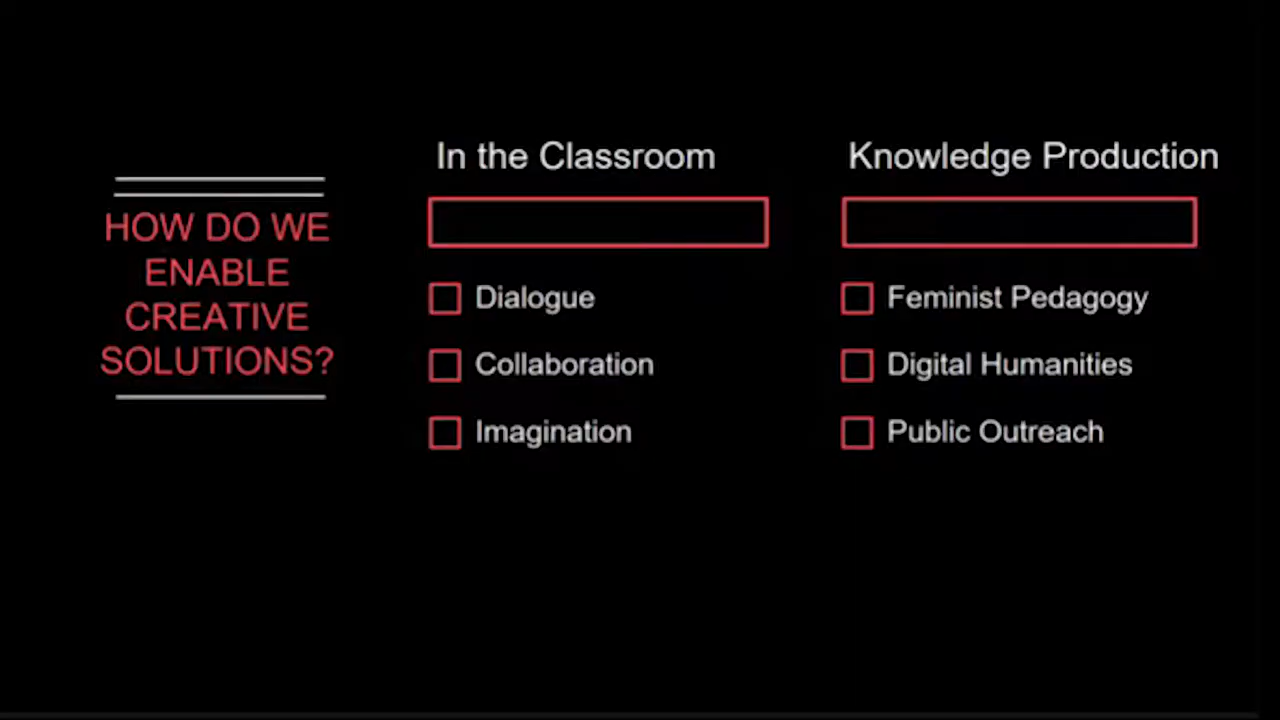 HOW DO WE
ENABLE
CREATIVE
SOLUTIONS?
In the Classroom
Dialogue
Collaboration
Imagination
Knowledge Production
Feminist Pedagogy
Digital Humanities
Public Outreach